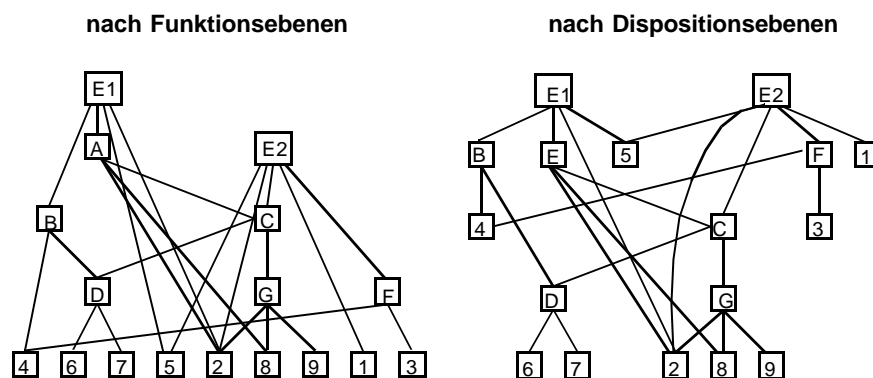 nach Funktionsebenen
nach Dispositionsebenen
E1
A
E2
B
C
D
G
F
4
6
7
5
2
8
9
1
3
E1
E2
B
E
5
F
1
4
C
3
D
G
6
7
2
8
9